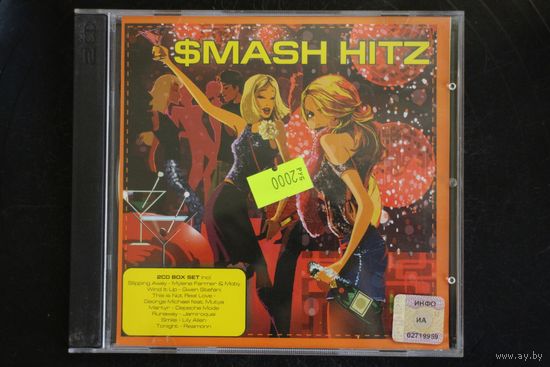 $MASH HITZ
РУБ 2000
2CD BOX SET incl
Slipping Away - Mylene Farmer & Moby
Wind It Up - Gwen Stefani
This is Not Real Love -
George Michael feat. Mutya
Martyr - Depeche Mode
Runaway - Jamiroquai
Smile - Lily Allen
Tonight - Reamonn
ИНФО
ИА
02719959
www.ay.by